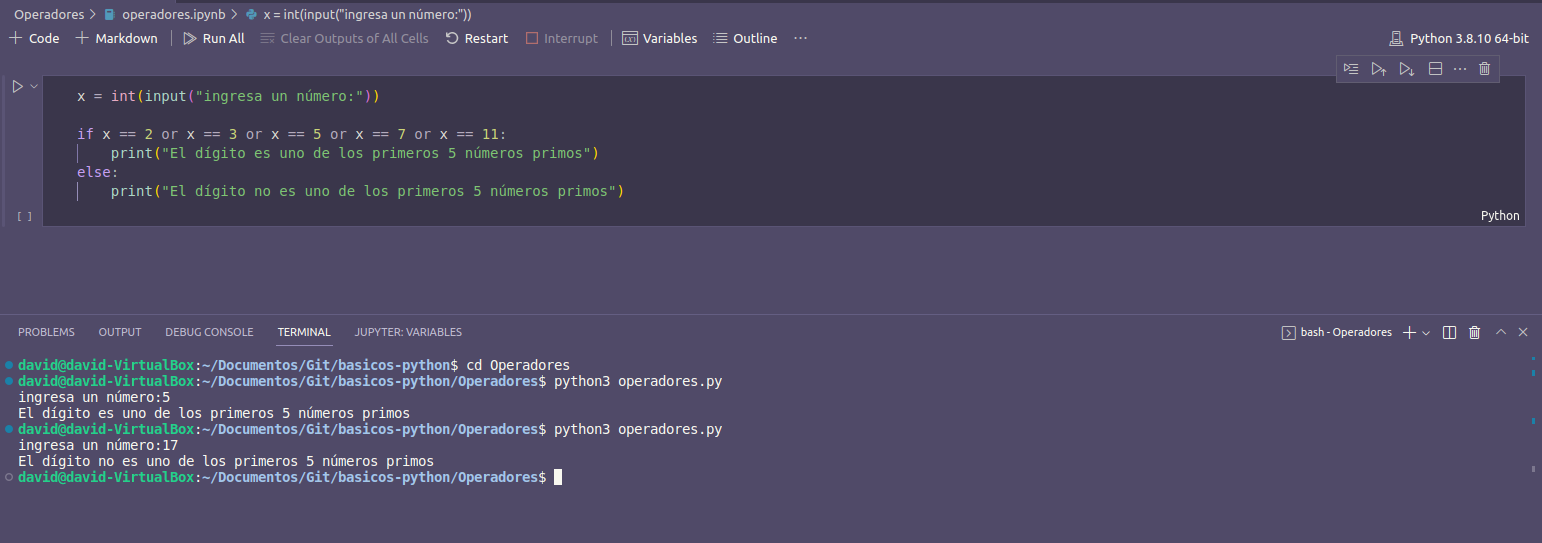 Operadores > operadores.ipynb > x = int(input("ingresa un número:"))
+ Code + Markdown Run All Clear Outputs of All Cells Restart Interrupt Variables Outline ... Python 3.8.10 64-bit
x = int(input("ingresa un número:"))
if x == 2 or x == 3 or x == 5 or x == 7 or x == 11:
print("El dígito es uno de los primeros 5 números primos")
else:
print("El dígito no es uno de los primeros 5 números primos")
[ ]
Python
PROBLEMS OUTPUT DEBUG CONSOLE TERMINAL JUPYTER: VARIABLES bash - Operadores
david@david-VirtualBox:~/Documentos/Git/basicos-python$ cd Operadores
david@david-VirtualBox:~/Documentos/Git/basicos-python/Operadores$ python3 operadores.py
ingresa un número:5
El dígito es uno de los primeros 5 números primos
david@david-VirtualBox:~/Documentos/Git/basicos-python/Operadores$ python3 operadores.py
ingresa un número:17
El dígito no es uno de los primeros 5 números primos
david@david-VirtualBox:~/Documentos/Git/basicos-python/Operadores$